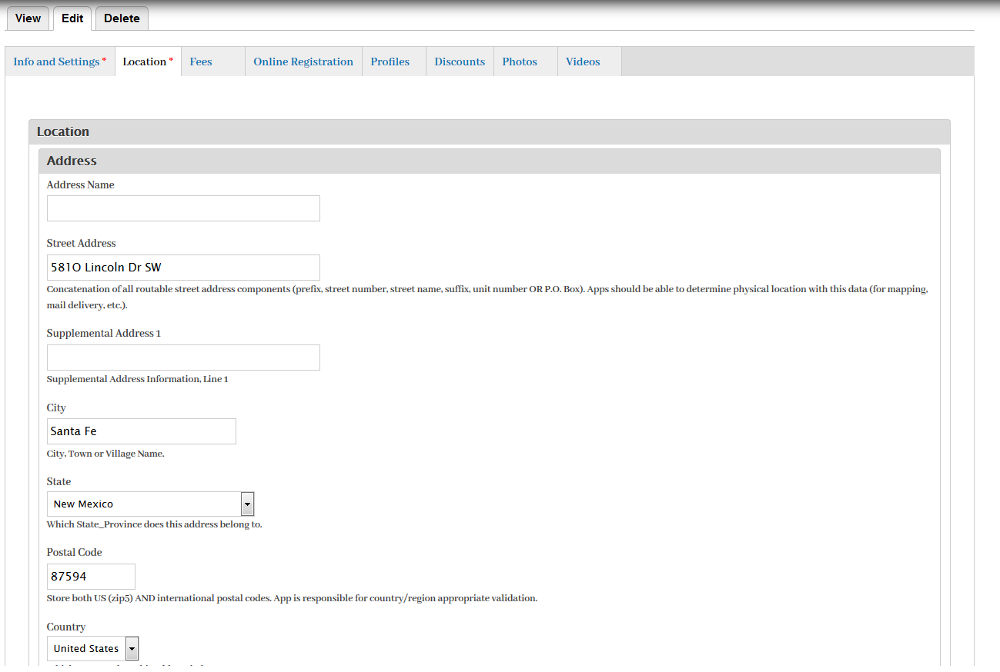 View Edit Delete
Info and Settings * Location * Fees Online Registration Profiles Discounts Photos Videos
Location
Address
Address Name
Street Address
581O Lincoln Dr SW
Concatenation of all routable street address components (prefix, street number, street name, suffix, unit number OR P.O. Box). Apps should be able to determine physical location with this data (for mapping,
mail delivery, etc.).
Supplemental Address 1
Supplemental Address Information, Line 1
City
Santa Fe
City, Town or Village Name.
State
New Mexico
Which State_Province does this address belong to.
Postal Code
87594
Store both US (zip5) AND international postal codes. App is responsible for country/region appropriate validation.
Country
United States